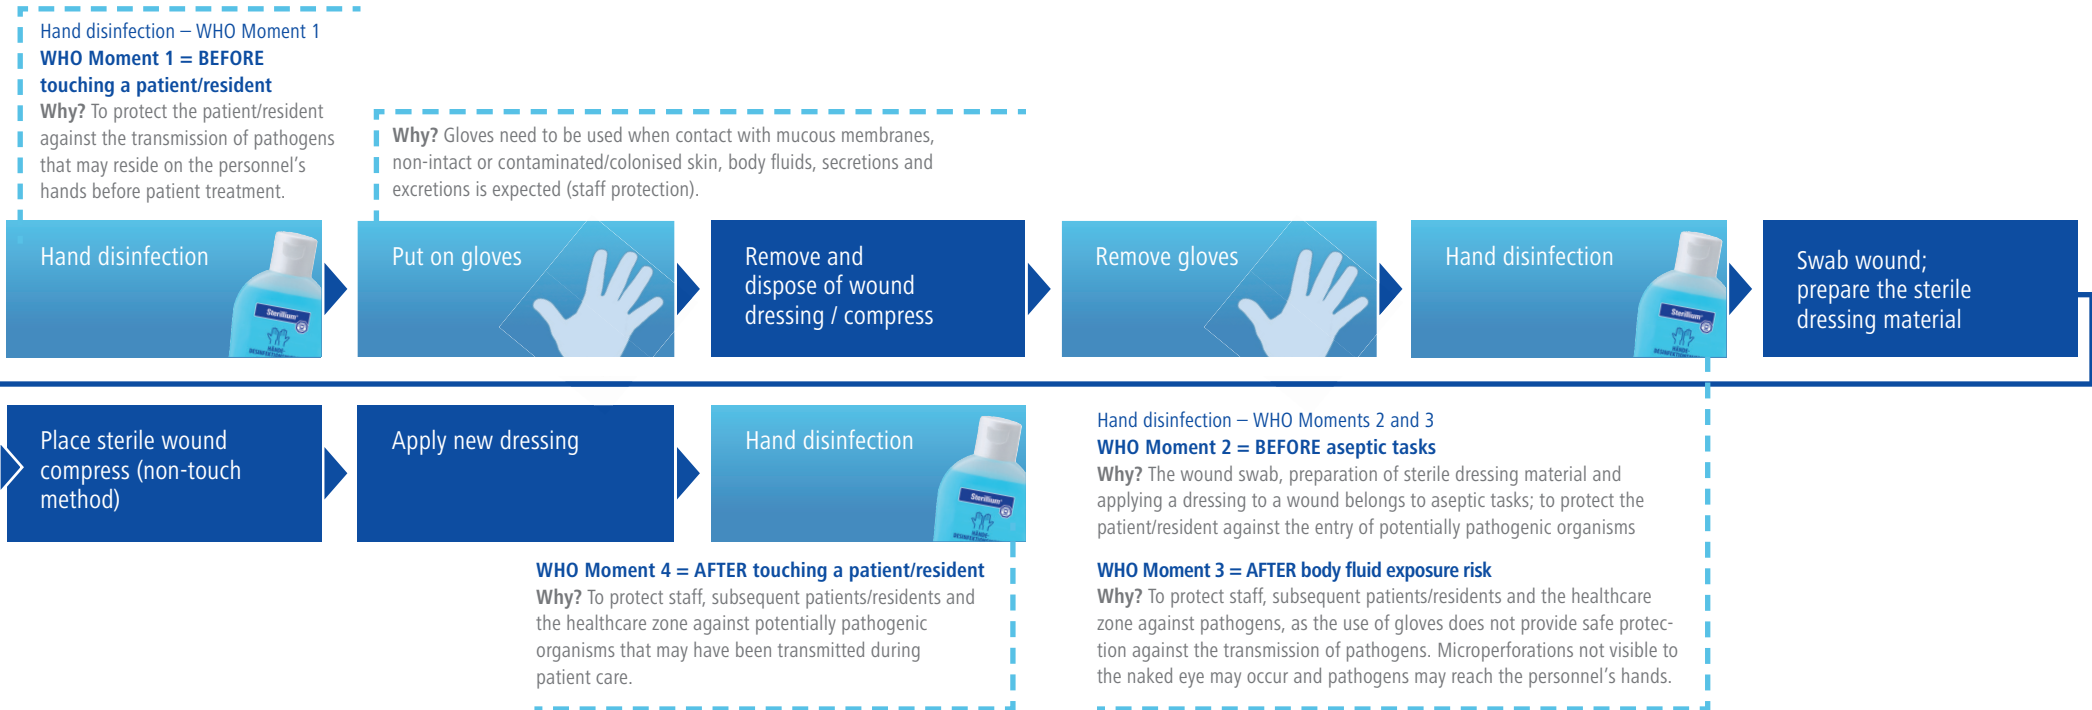 Hand disinfection – WHO Moment 1
WHO Moment 1 = BEFORE
touching a patient/resident
Why? To protect the patient/resident
against the transmission of pathogens
that may reside on the personnel's
hands before patient treatment.
Why? Gloves need to be used when contact with mucous membranes,
non-intact or contaminated/colonised skin, body fluids, secretions and
excretions is expected (staff protection).
Hand disinfection
Sterillium®
HÄNDE-
Put on gloves
Remove and
dispose of wound
dressing / compress
Remove gloves
Hand disinfection
Sterillium®
HÄNDE-
Swab wound;
prepare the sterile
dressing material
Place sterile wound
compress (non-touch
method)
Apply new dressing
Hand disinfection
Sterillium®
HÄNDE-
WHO Moment 4 = AFTER touching a patient/resident
Why? To protect staff, subsequent patients/residents and
the healthcare zone against potentially pathogenic
organisms that may have been transmitted during
patient care.
Hand disinfection – WHO Moments 2 and 3
WHO Moment 2 = BEFORE aseptic tasks
Why? The wound swab, preparation of sterile dressing material and
applying a dressing to a wound belongs to aseptic tasks; to protect the
patient/resident against the entry of potentially pathogenic organisms
WHO Moment 3 = AFTER body fluid exposure risk
Why? To protect staff, subsequent patients/residents and the healthcare
zone against pathogens, as the use of gloves does not provide safe protec-
tion against the transmission of pathogens. Microperforations not visible to
the naked eye may occur and pathogens may reach the personnel's hands.